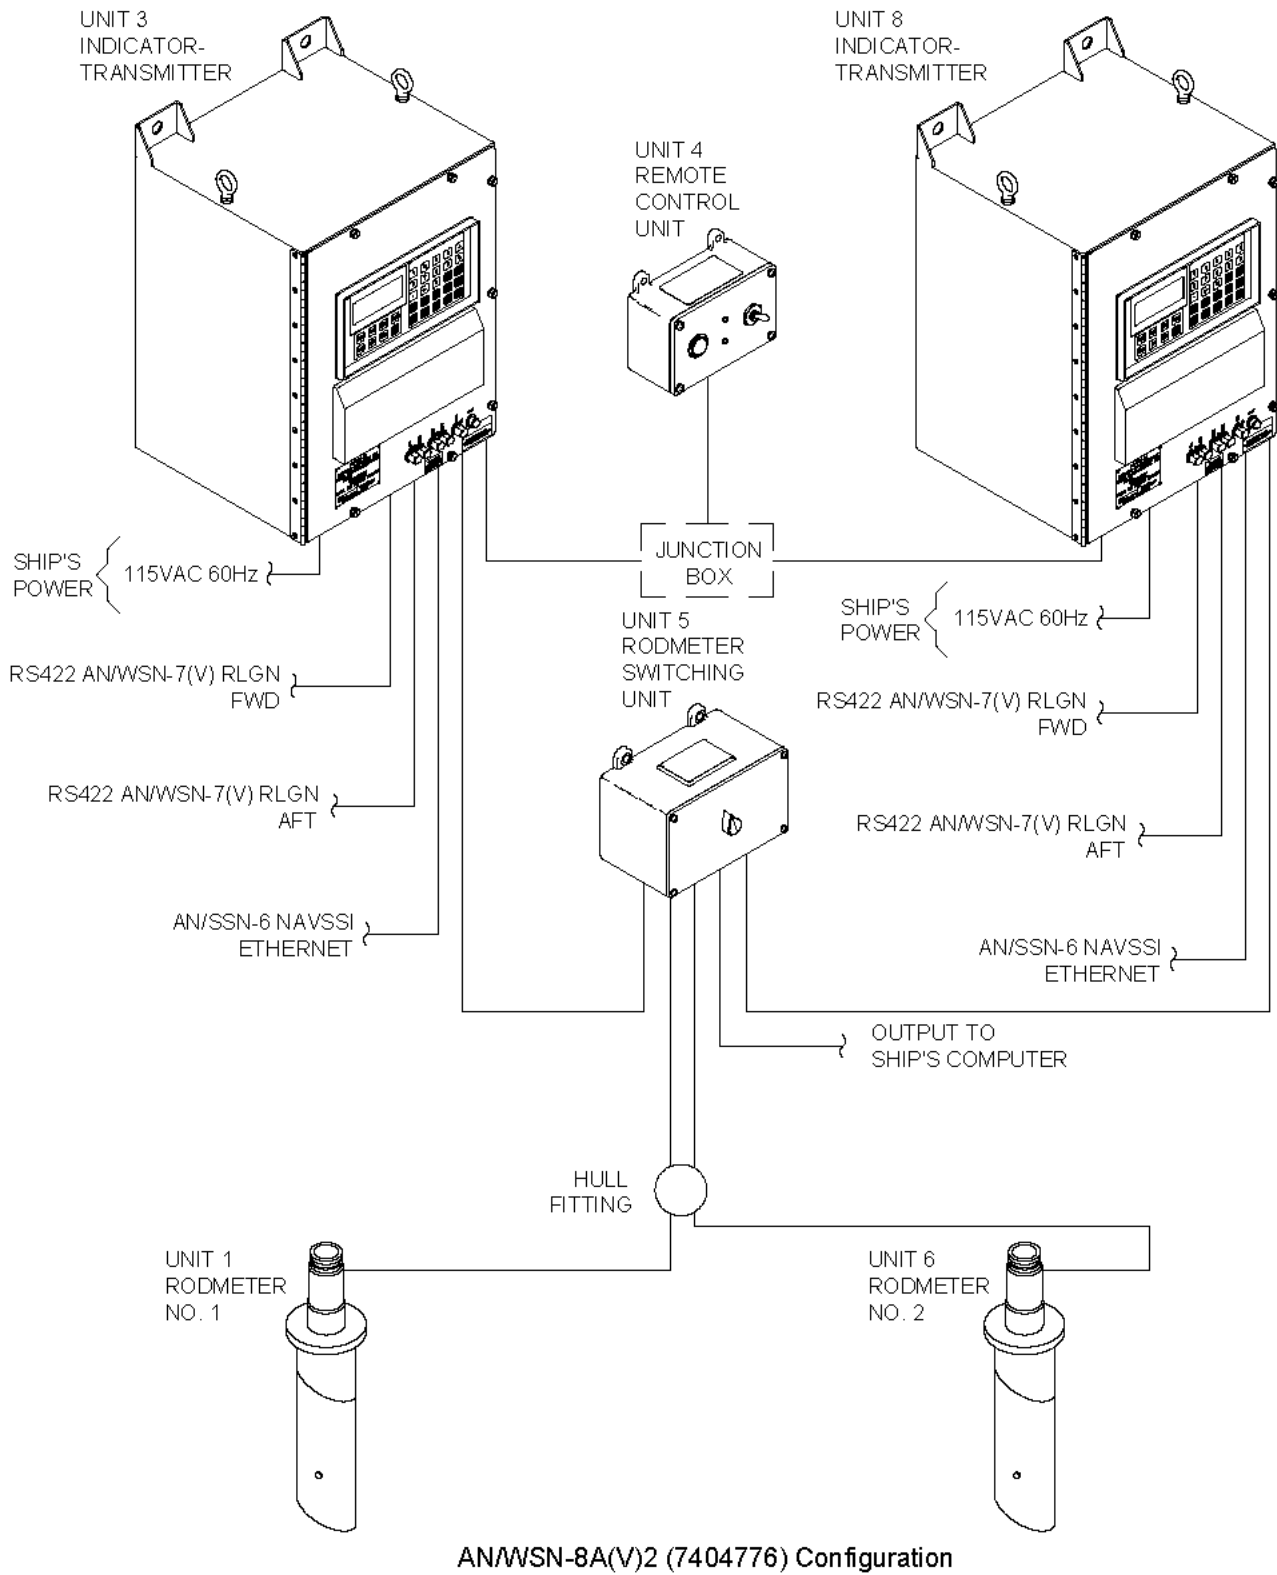 UNIT 3
INDICATOR-
TRANSMITTER
UNIT 8
INDICATOR-
TRANSMITTER
UNIT 4
REMOTE
CONTROL
UNIT
JUNCTION
BOX
SHIP'S
POWER
115VAC 60Hz
SHIP'S
POWER
115VAC 60Hz
UNIT 5
RODMETER
SWITCHING
UNIT
RS422 AN/WSN-7(V) RLGN
FWD
RS422 AN/WSN-7(V) RLGN
FWD
RS422 AN/WSN-7(V) RLGN
AFT
RS422 AN/WSN-7(V) RLGN
AFT
AN/SSN-6 NAVSSI
ETHERNET
AN/SSN-6 NAVSSI
ETHERNET
OUTPUT TO
SHIP'S COMPUTER
HULL
FITTING
UNIT 1
RODMETER
NO. 1
UNIT 6
RODMETER
NO. 2
AN/WSN-8A(V)2 (7404776) Configuration